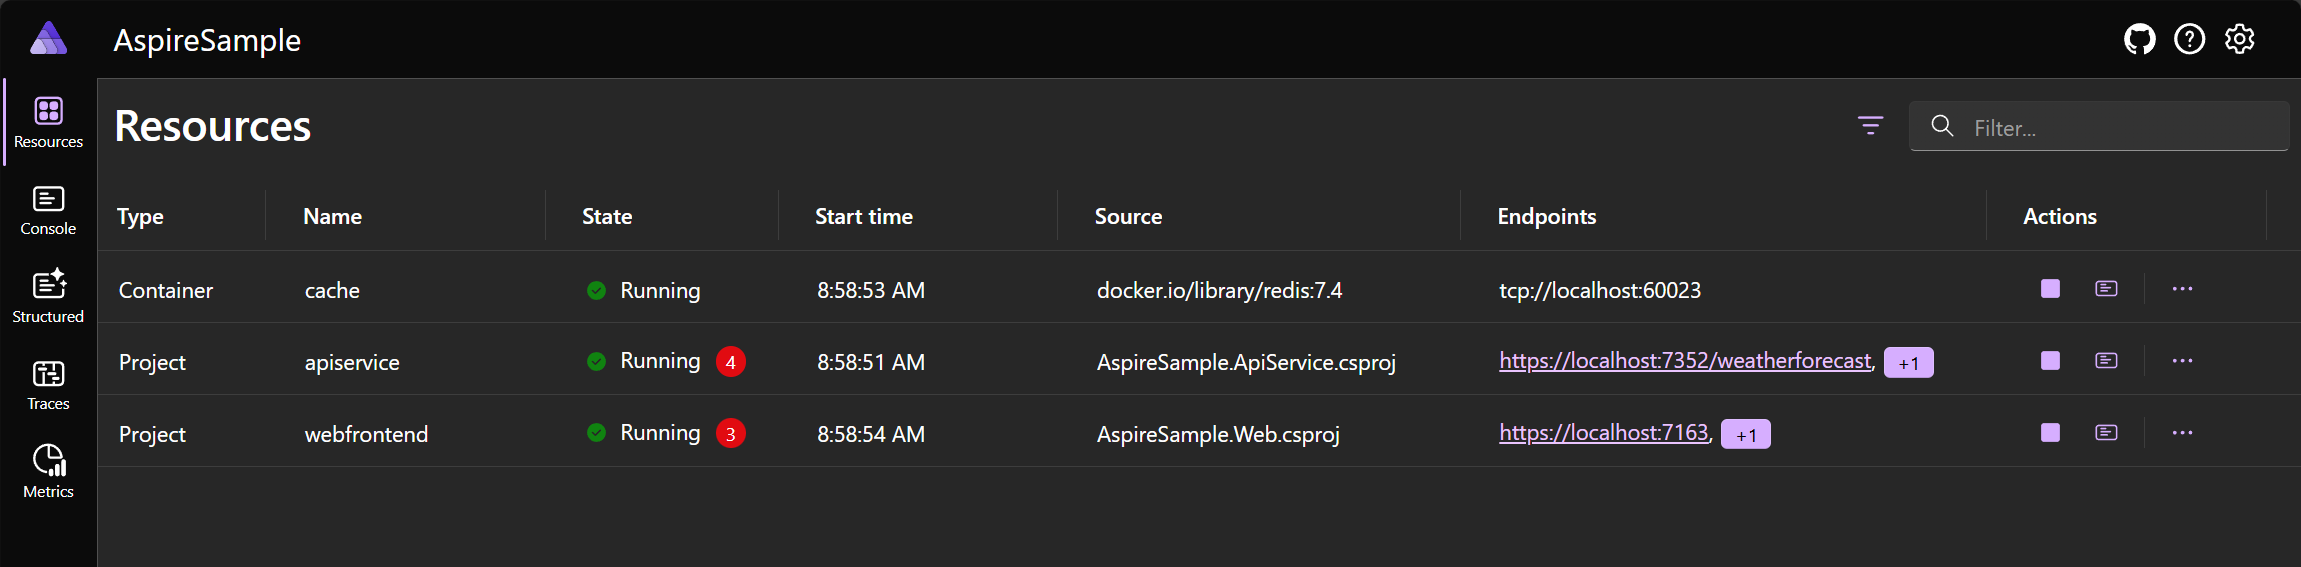 AspireSample
Resources
Console
Structured
Traces
Metrics
Resources
Filter...
Type Name State Start time Source Endpoints Actions
Container cache Running 8:58:53 AM docker.io/library/redis:7.4 tcp://localhost:60023
Project apiservice Running 4 8:58:51 AM AspireSample.ApiService.csproj https://localhost:7352/weatherforecast, +1
Project webfrontend Running 3 8:58:54 AM AspireSample.Web.csproj https://localhost:7163, +1